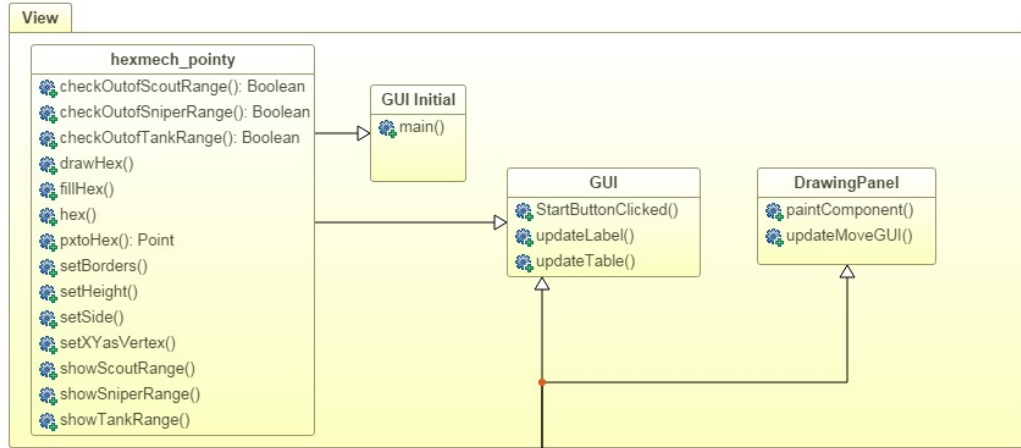 View
hexmech_pointy
checkOutofScoutRange(): Boolean
checkOutofSniperRange(): Boolean
checkOutofTankRange(): Boolean
drawHex()
fillHex()
hex()
pxtoHex(): Point
setBorders()
setHeight()
setSide()
setXYasVertex()
showScoutRange()
showSniperRange()
showTankRange()
GUI Initial
main()
GUI
StartButtonClicked()
updateLabel()
updateTable()
DrawingPanel
paintComponent()
updateMoveGUI()